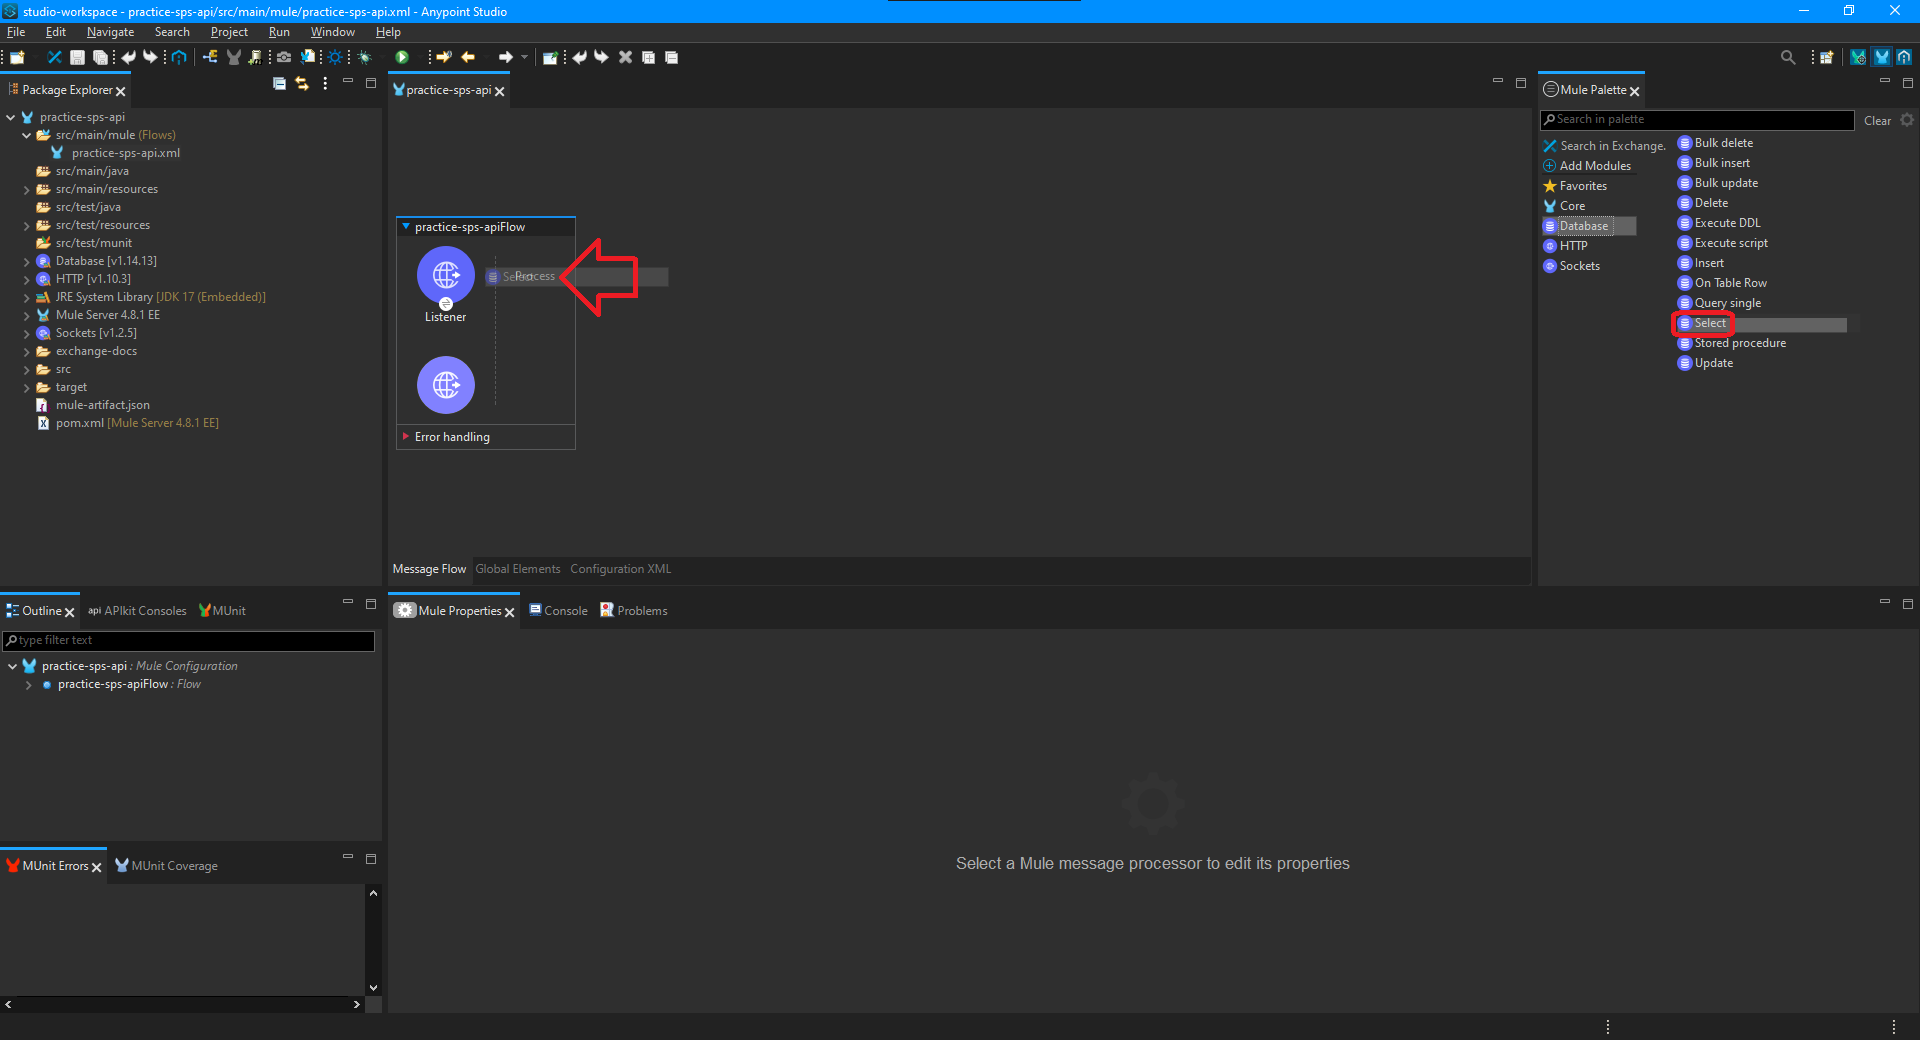 studio-workspace - practice-sps-api/src/main/mule/practice-sps-api.xml - Anypoint Studio
File Edit Navigate Search Project Run Window Help
Package Explorer
practice-sps-api
src/main/mule (Flows)
practice-sps-api.xml
src/main/java
src/main/resources
src/test/java
src/test/resources
src/test/munit
Database [v1.14.13]
HTTP [v1.10.3]
JRE System Library [JDK 17 (Embedded)]
Mule Server 4.8.1 EE
Sockets [v1.2.5]
exchange-docs
src
target
mule-artifact.json
pom.xml [Mule Server 4.8.1 EE]
practice-sps-api
practice-sps-apiFlow
Select
Process
Listener
Error handling
Message Flow Global Elements Configuration XML
Mule Palette
Search in palette
Clear
Search in Exchange.
Add Modules
Favorites
Core
Database
HTTP
Sockets
Bulk delete
Bulk insert
Bulk update
Delete
Execute DDL
Execute script
Insert
On Table Row
Query single
Select
Stored procedure
Update
Outline api APIkit Consoles MUnit
type filter text
practice-sps-api : Mule Configuration
practice-sps-apiFlow : Flow
MUnit Errors MUnit Coverage
Mule Properties Console Problems
Select a Mule message processor to edit its properties